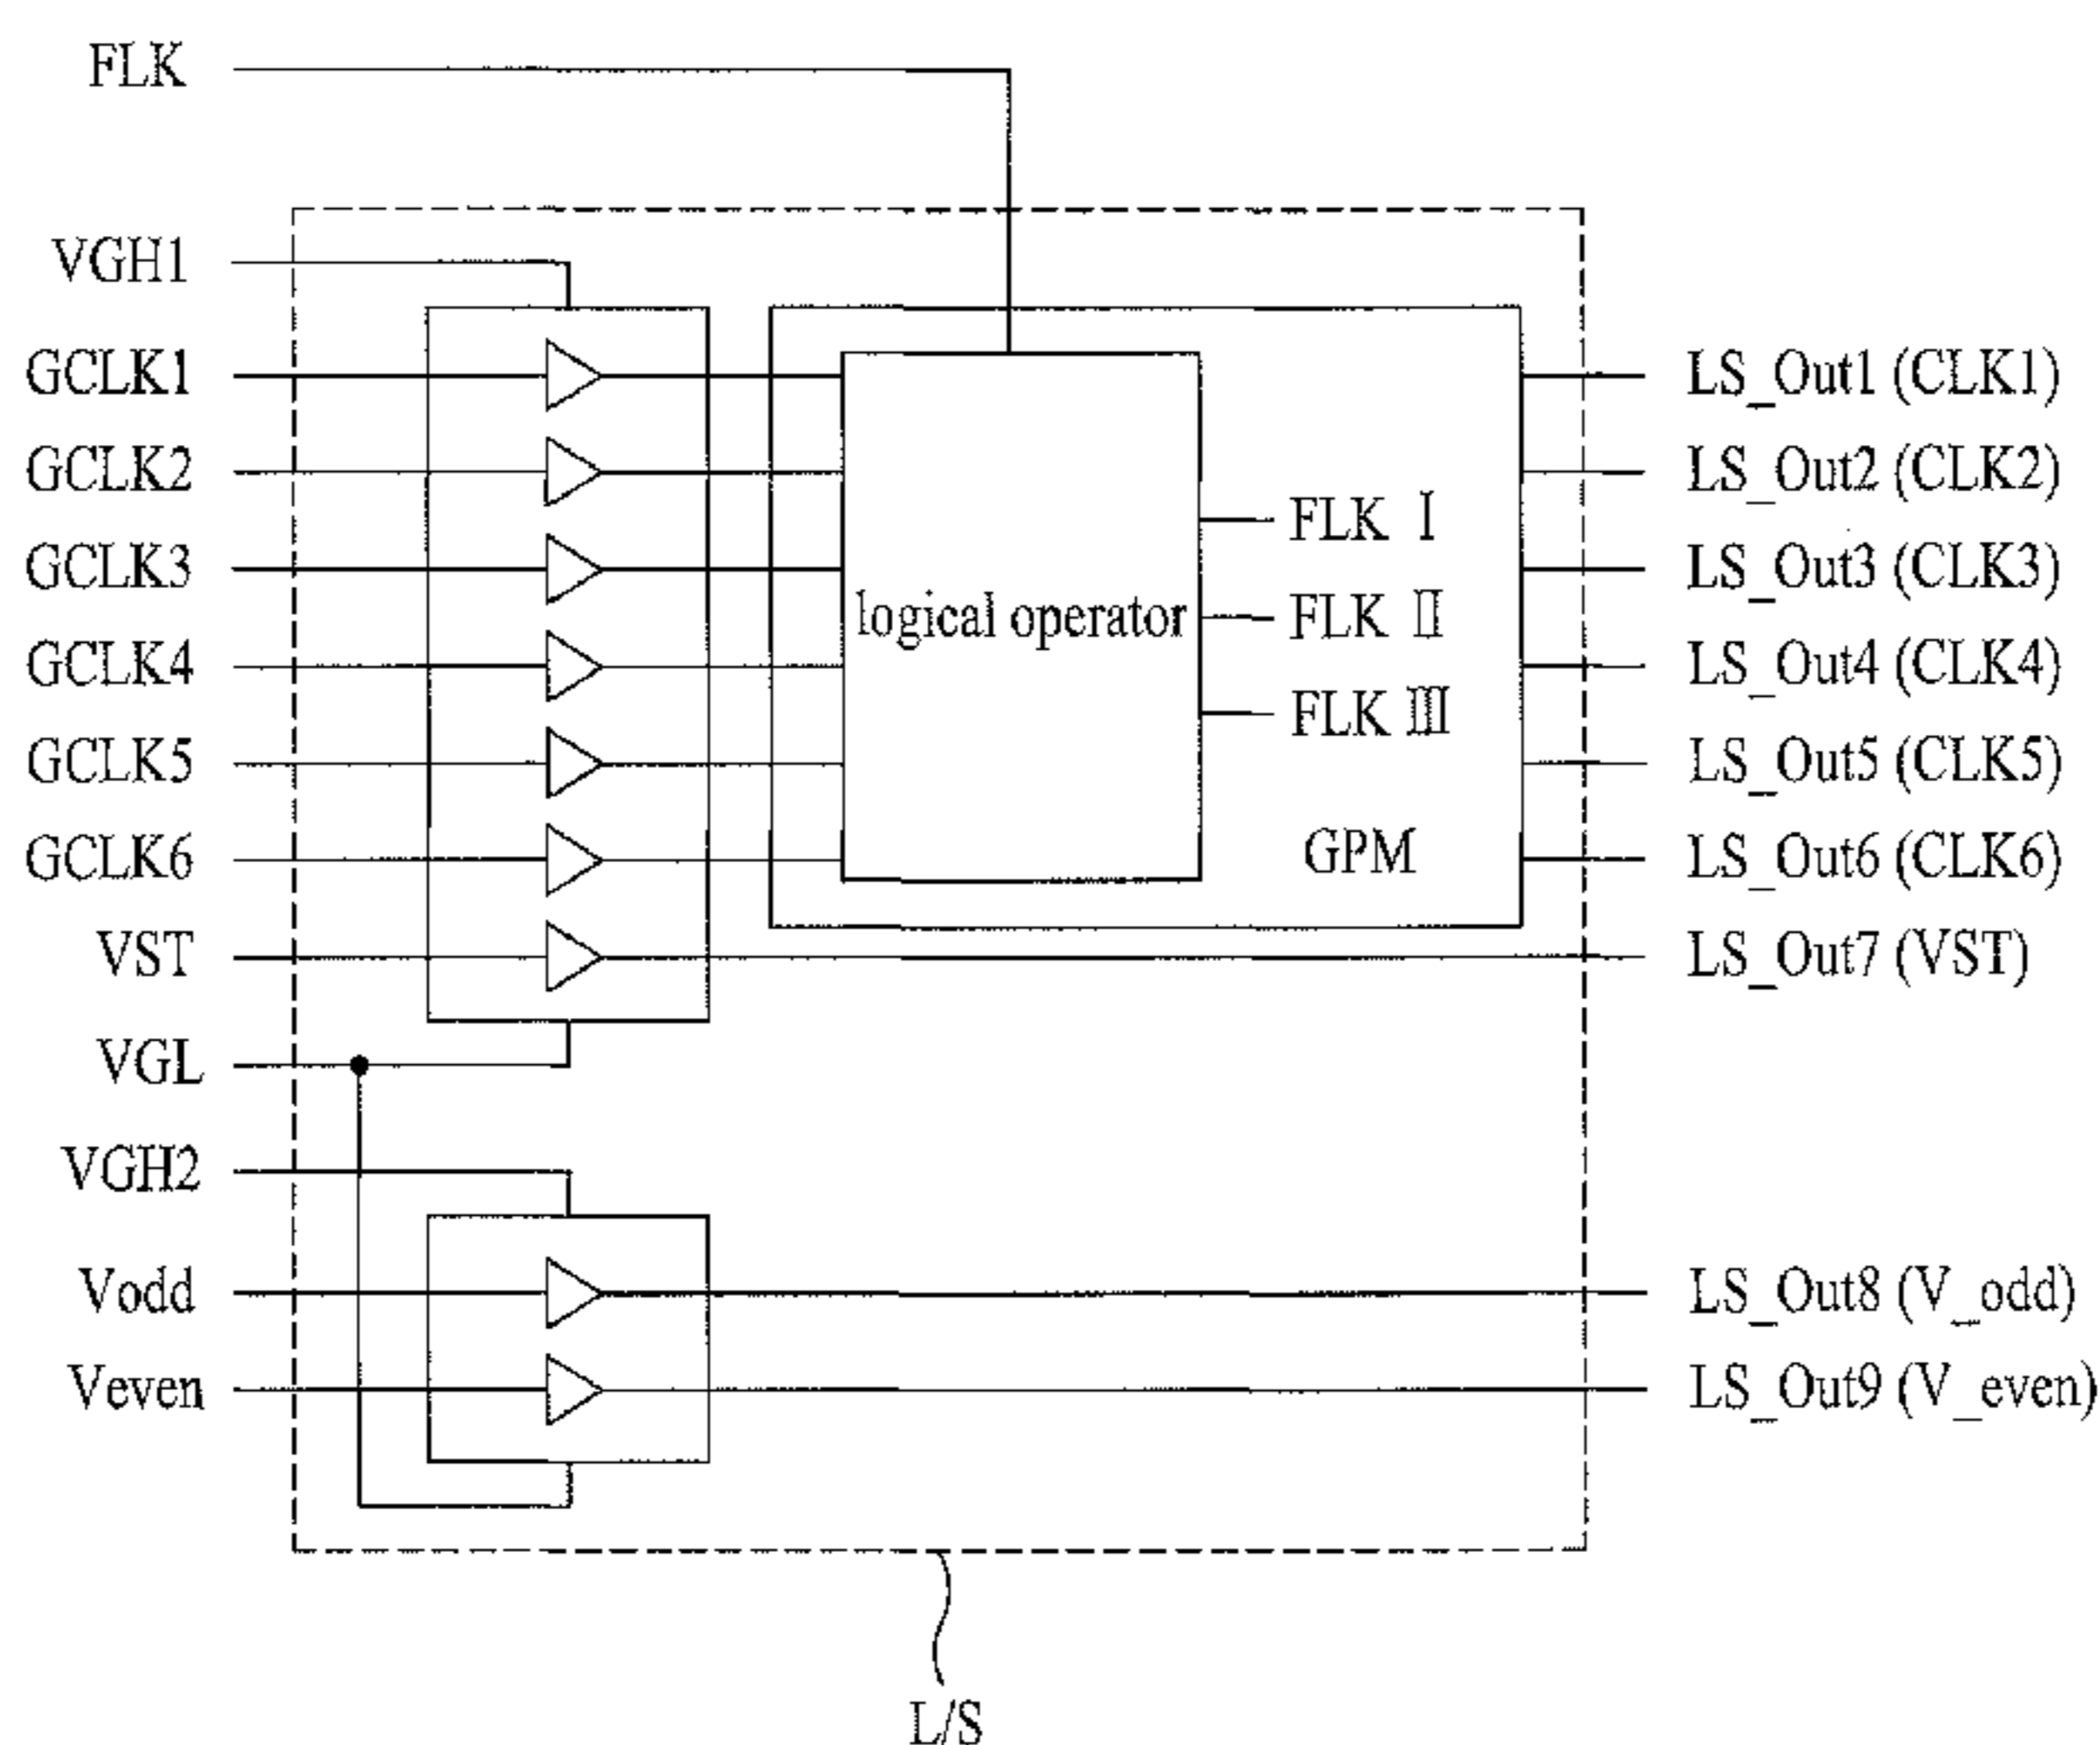 FLK
VGH1
GCLK1
LS_Out1 (CLK1)
GCLK2
LS_Out2 (CLK2)
FLK I
GCLK3
LS_Out3 (CLK3)
logical operator
FLK II
GCLK4
LS_Out4 (CLK4)
FLK III
GCLK5
LS_Out5 (CLK5)
GCLK6
GPM
LS_Out6 (CLK6)
VST
LS_Out7 (VST)
VGL
VGH2
Vodd
LS_Out8 (V_odd)
Veven
LS_Out9 (V_even)
L/S